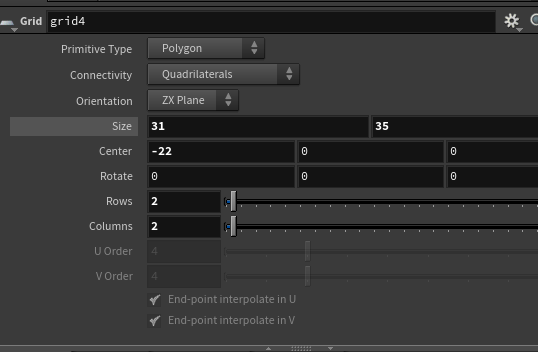 Grid grid4
Primitive Type Polygon
Connectivity Quadrilaterals
Orientation ZX Plane
Size 31 35
Center -22 0 0
Rotate 0 0 0
Rows 2
Columns 2
U Order 4
V Order 4
End-point interpolate in U
End-point interpolate in V